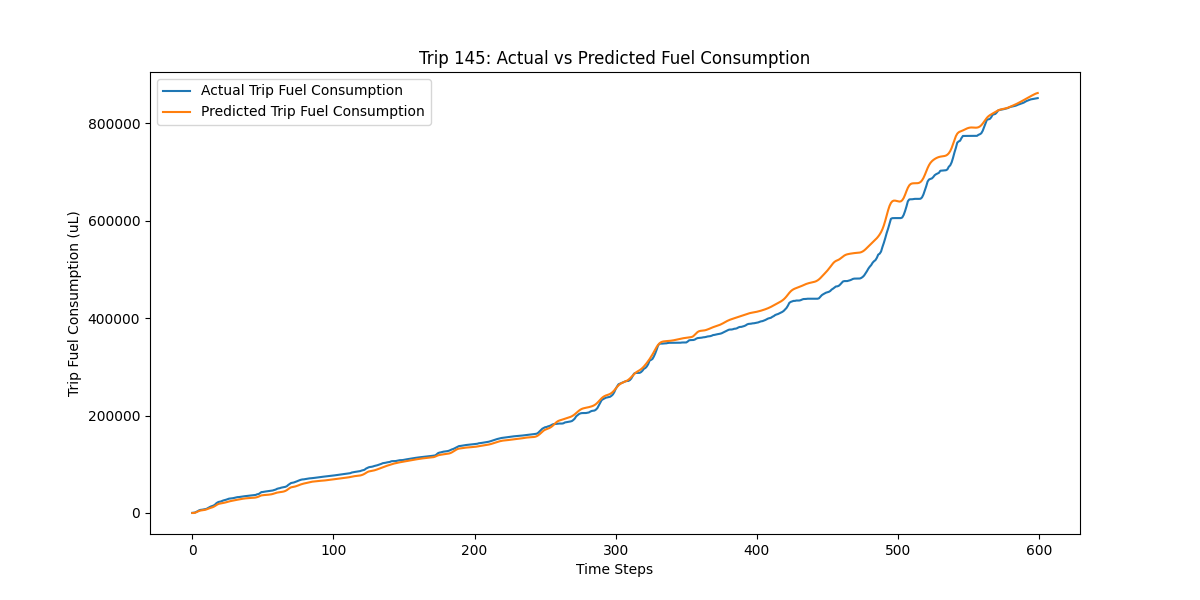 Trip 145: Actual vs Predicted Fuel Consumption
Actual Trip Fuel Consumption
Predicted Trip Fuel Consumption
Trip Fuel Consumption (uL)
800000
600000
400000
200000
0
0 100 200 300 400 500 600
Time Steps